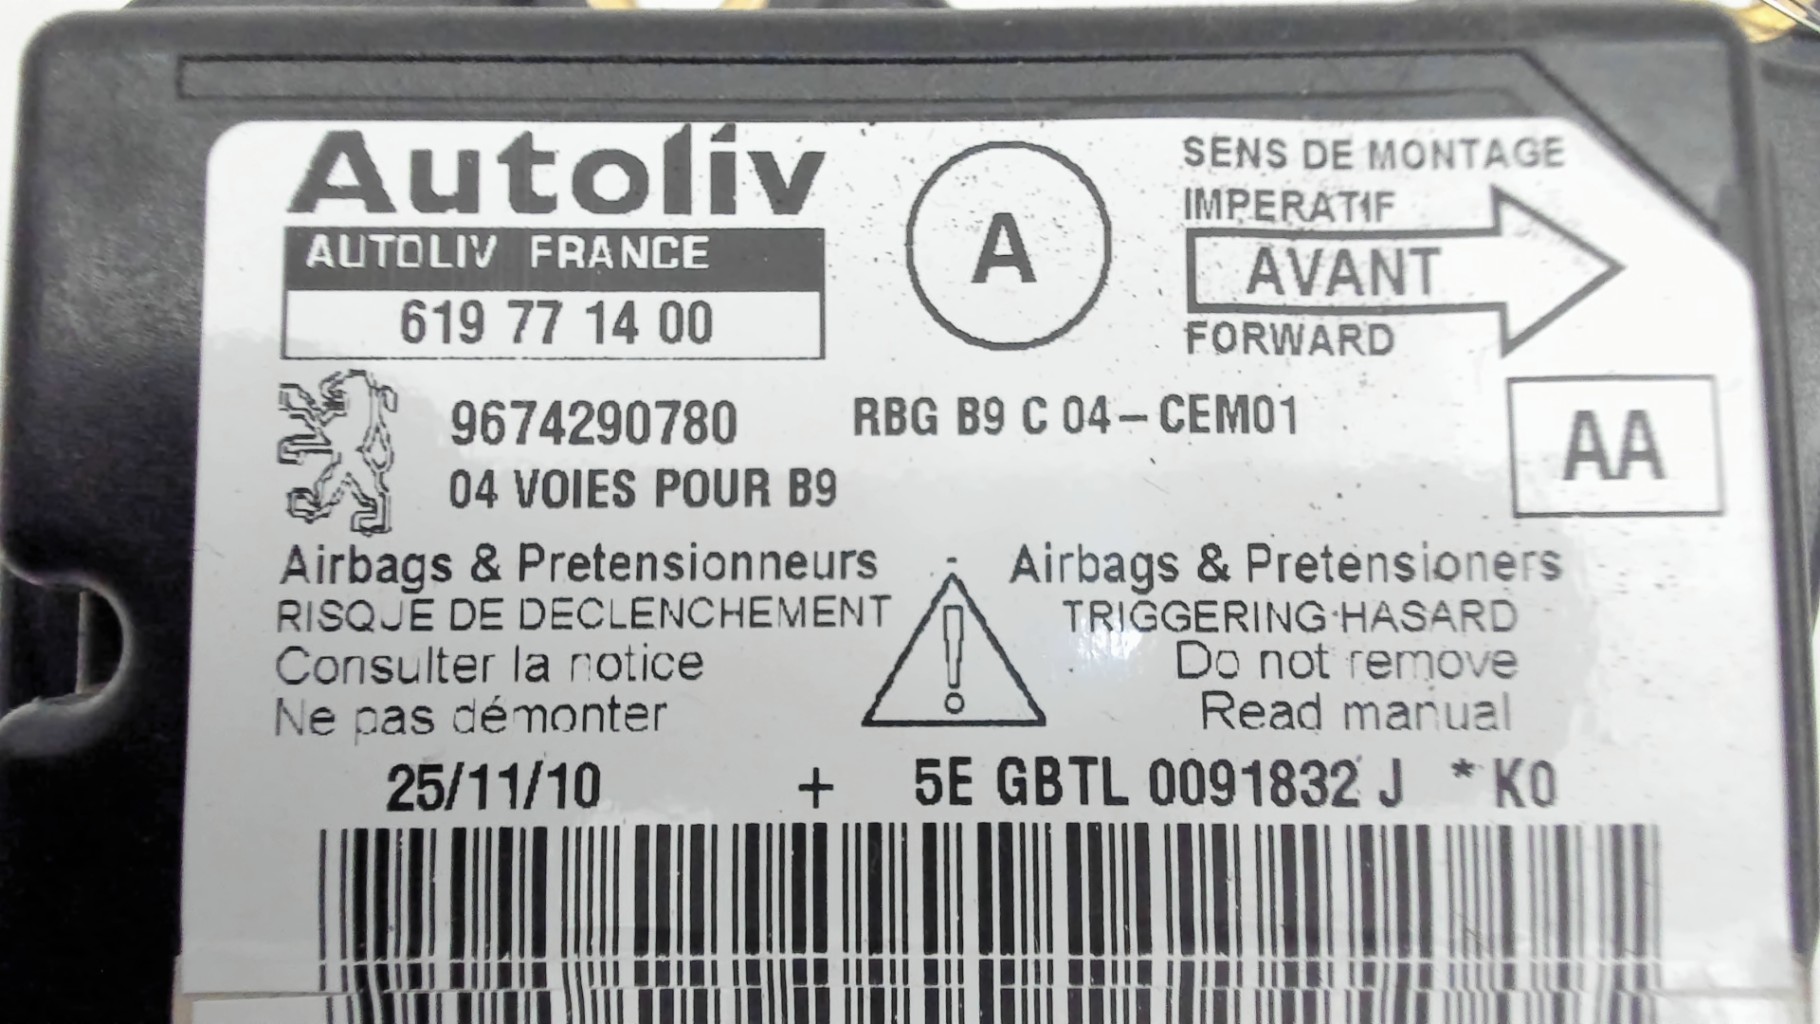 Autoliv
AUTOLIV FRANCE
619 77 14 00
A
SENS DE MONTAGE
IMPERATIF
AVANT
FORWARD
9674290780
RBG B9 C 04-CEM01
04 VOIES POUR B9
AA
Airbags & Pretensionneurs - Airbags & Pretensioners
RISQUE DE DECLENCHEMENT
TRIGGERING HASARD
Consulter la notice
Do not remove
Ne pas démonter
Read manual
!
25/11/10 + 5E GBTL 0091832 J * K0